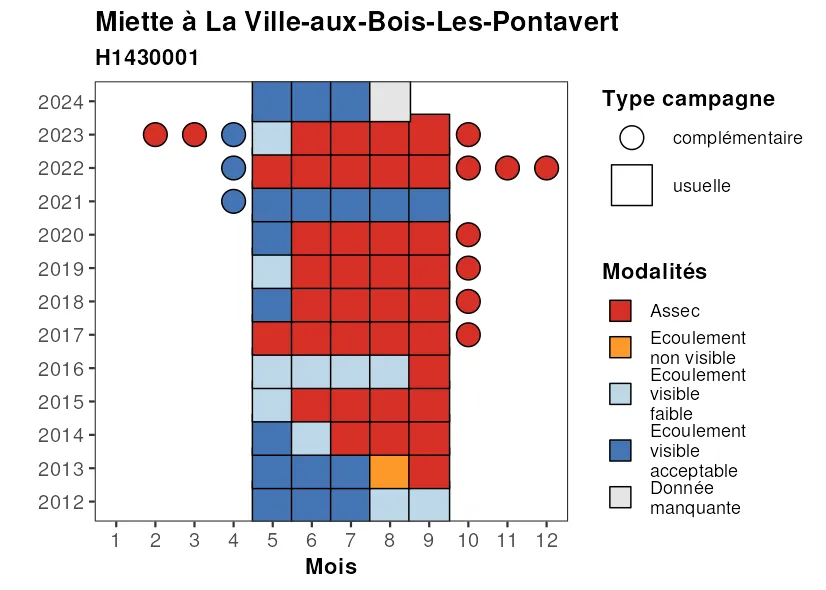 Miette à La Ville-aux-Bois-Les-Pontavert
H1430001
2024
2023
2022
2021
2020
2019
2018
2017
2016
2015
2014
2013
2012
1 2 3 4 5 6 7 8 9 10 11 12
Mois
Type campagne
complémentaire
usuelle
Modalités
Assec
Ecoulement
non visible
Ecoulement
visible
faible
Ecoulement
visible
acceptable
Donnée
manquante